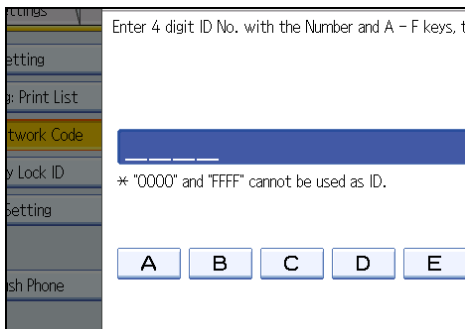 ettings
Enter 4 digit ID No. with the Number and A - F keys, t
etting
: Print List
twork Code
y Lock ID
* "0000" and "FFFF" cannot be used as ID.
Setting
A B C D E
sh Phone